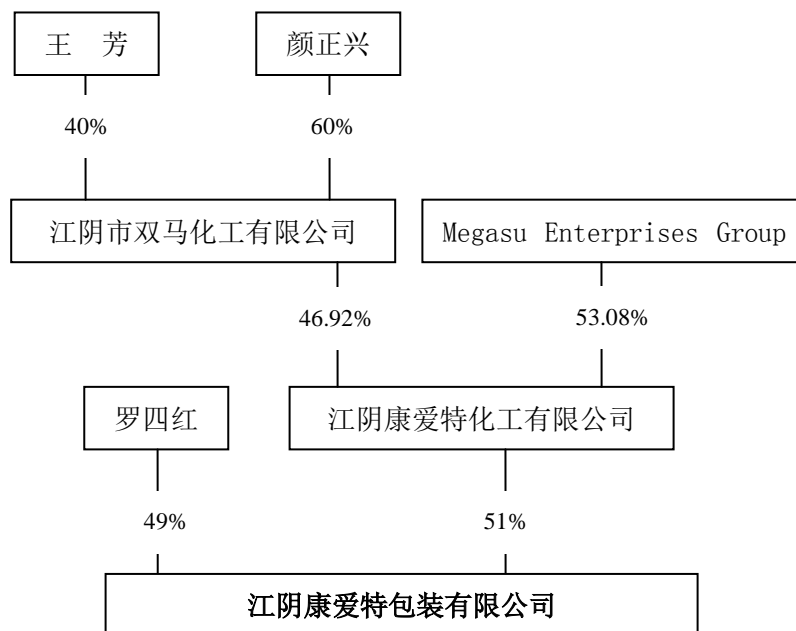 王　芳
颜正兴
40%
60%
江阴市双马化工有限公司
Megasu Enterprises Group
46.92%
53.08%
罗四红
江阴康爱特化工有限公司
49%
51%
江阴康爱特包装有限公司